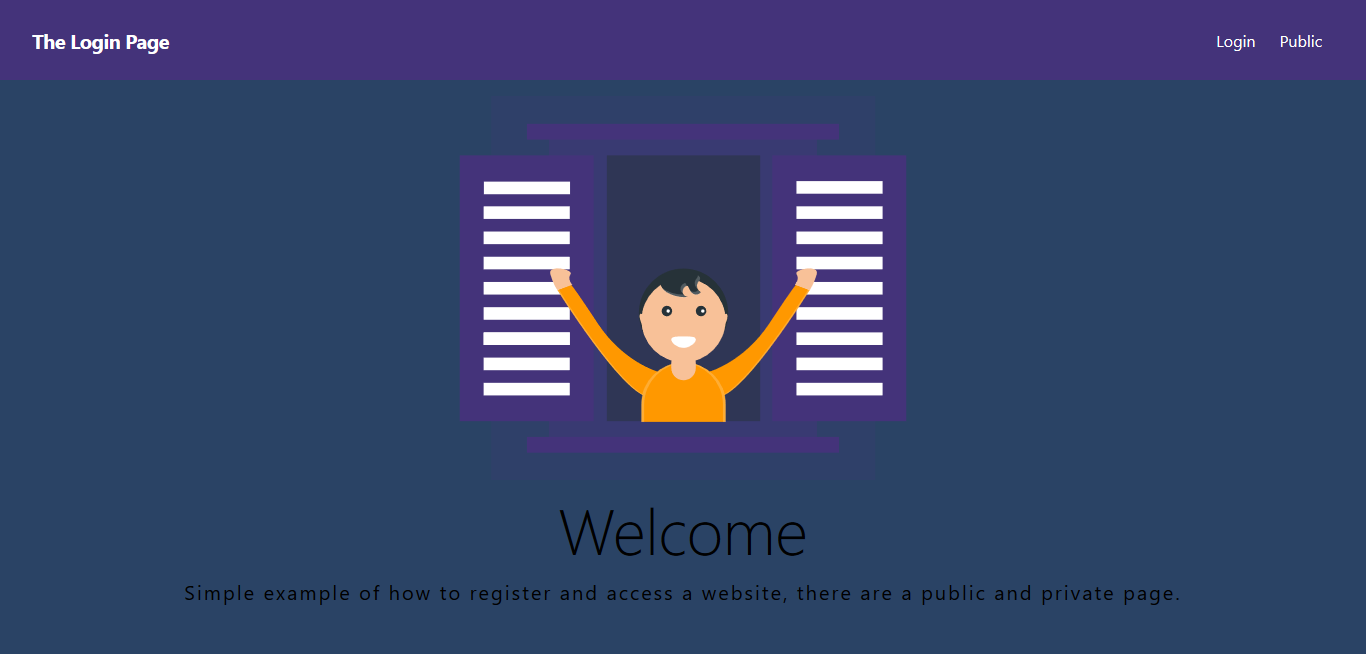 The Login Page
Login
Public
Welcome
Simple example of how to register and access a website, there are a public and private page.